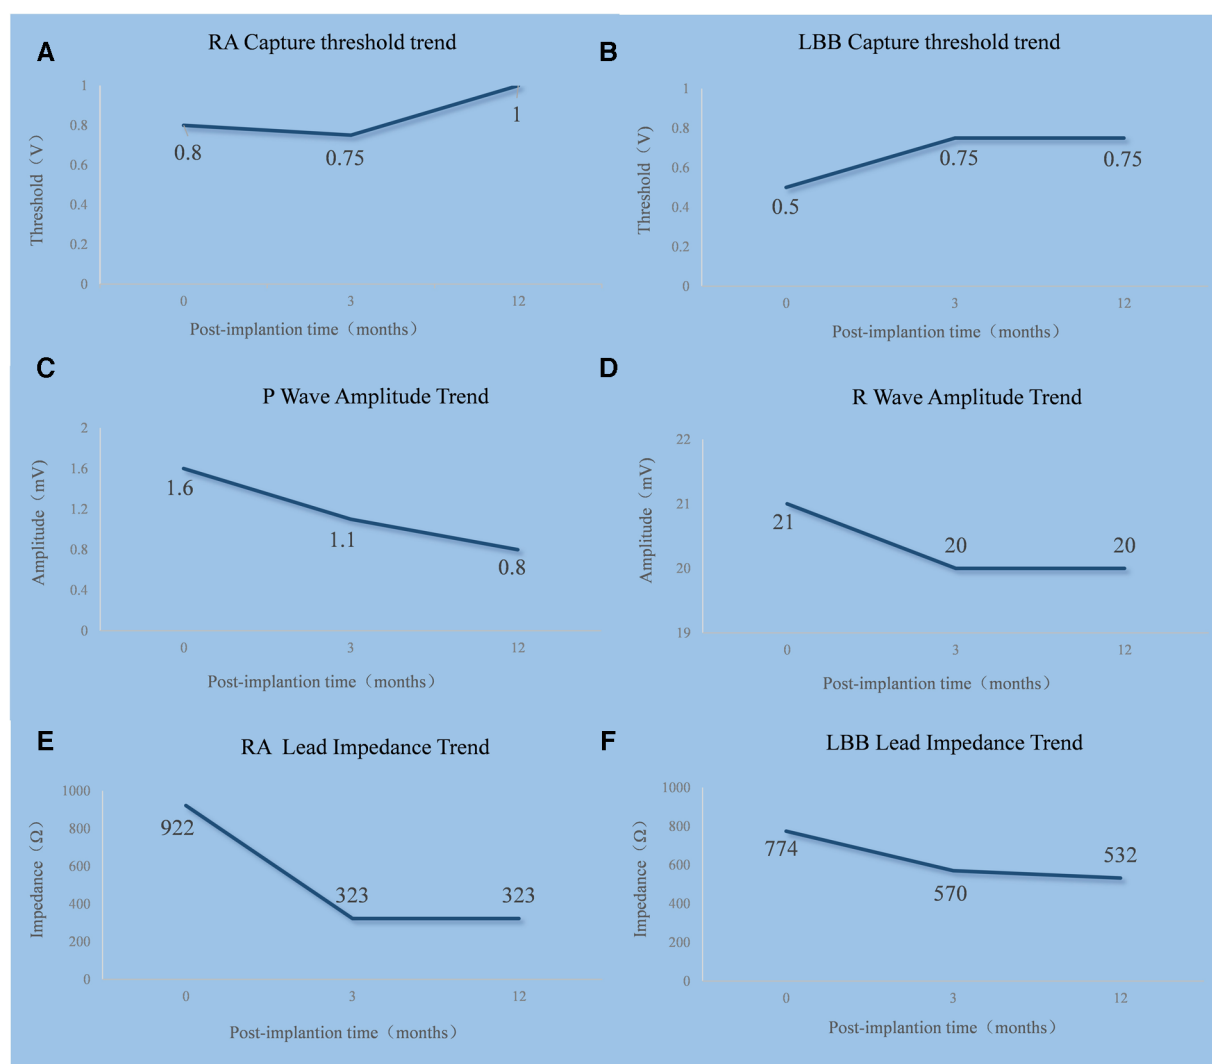 A
RA Capture threshold trend
1
0.8
0.6
0.4
0.2
0
Threshold（V）
0.8
0.75
1
0
3
12
Post-implantion time（months）
B
LBB Capture threshold trend
1
0.8
0.6
0.4
0.2
0
Threshold（V）
0.5
0.75
0.75
0
3
12
Post-implantion time（months）
C
P Wave Amplitude Trend
2
1.6
1.2
0.8
0.4
0
Amplitude（mV）
1.6
1.1
0.8
0
3
12
Post-implantion time（months）
D
R Wave Amplitude Trend
22
21
20
19
Amplitude（mV）
21
20
20
0
3
12
Post-implantion time（months）
E
RA Lead Impedance Trend
1000
800
600
400
200
0
Impedance（Ω）
922
323
323
0
3
12
Post-implantion time（months）
F
LBB Lead Impedance Trend
1000
800
600
400
200
0
Impedance（Ω）
774
570
532
0
3
12
Post-implantion time（months）